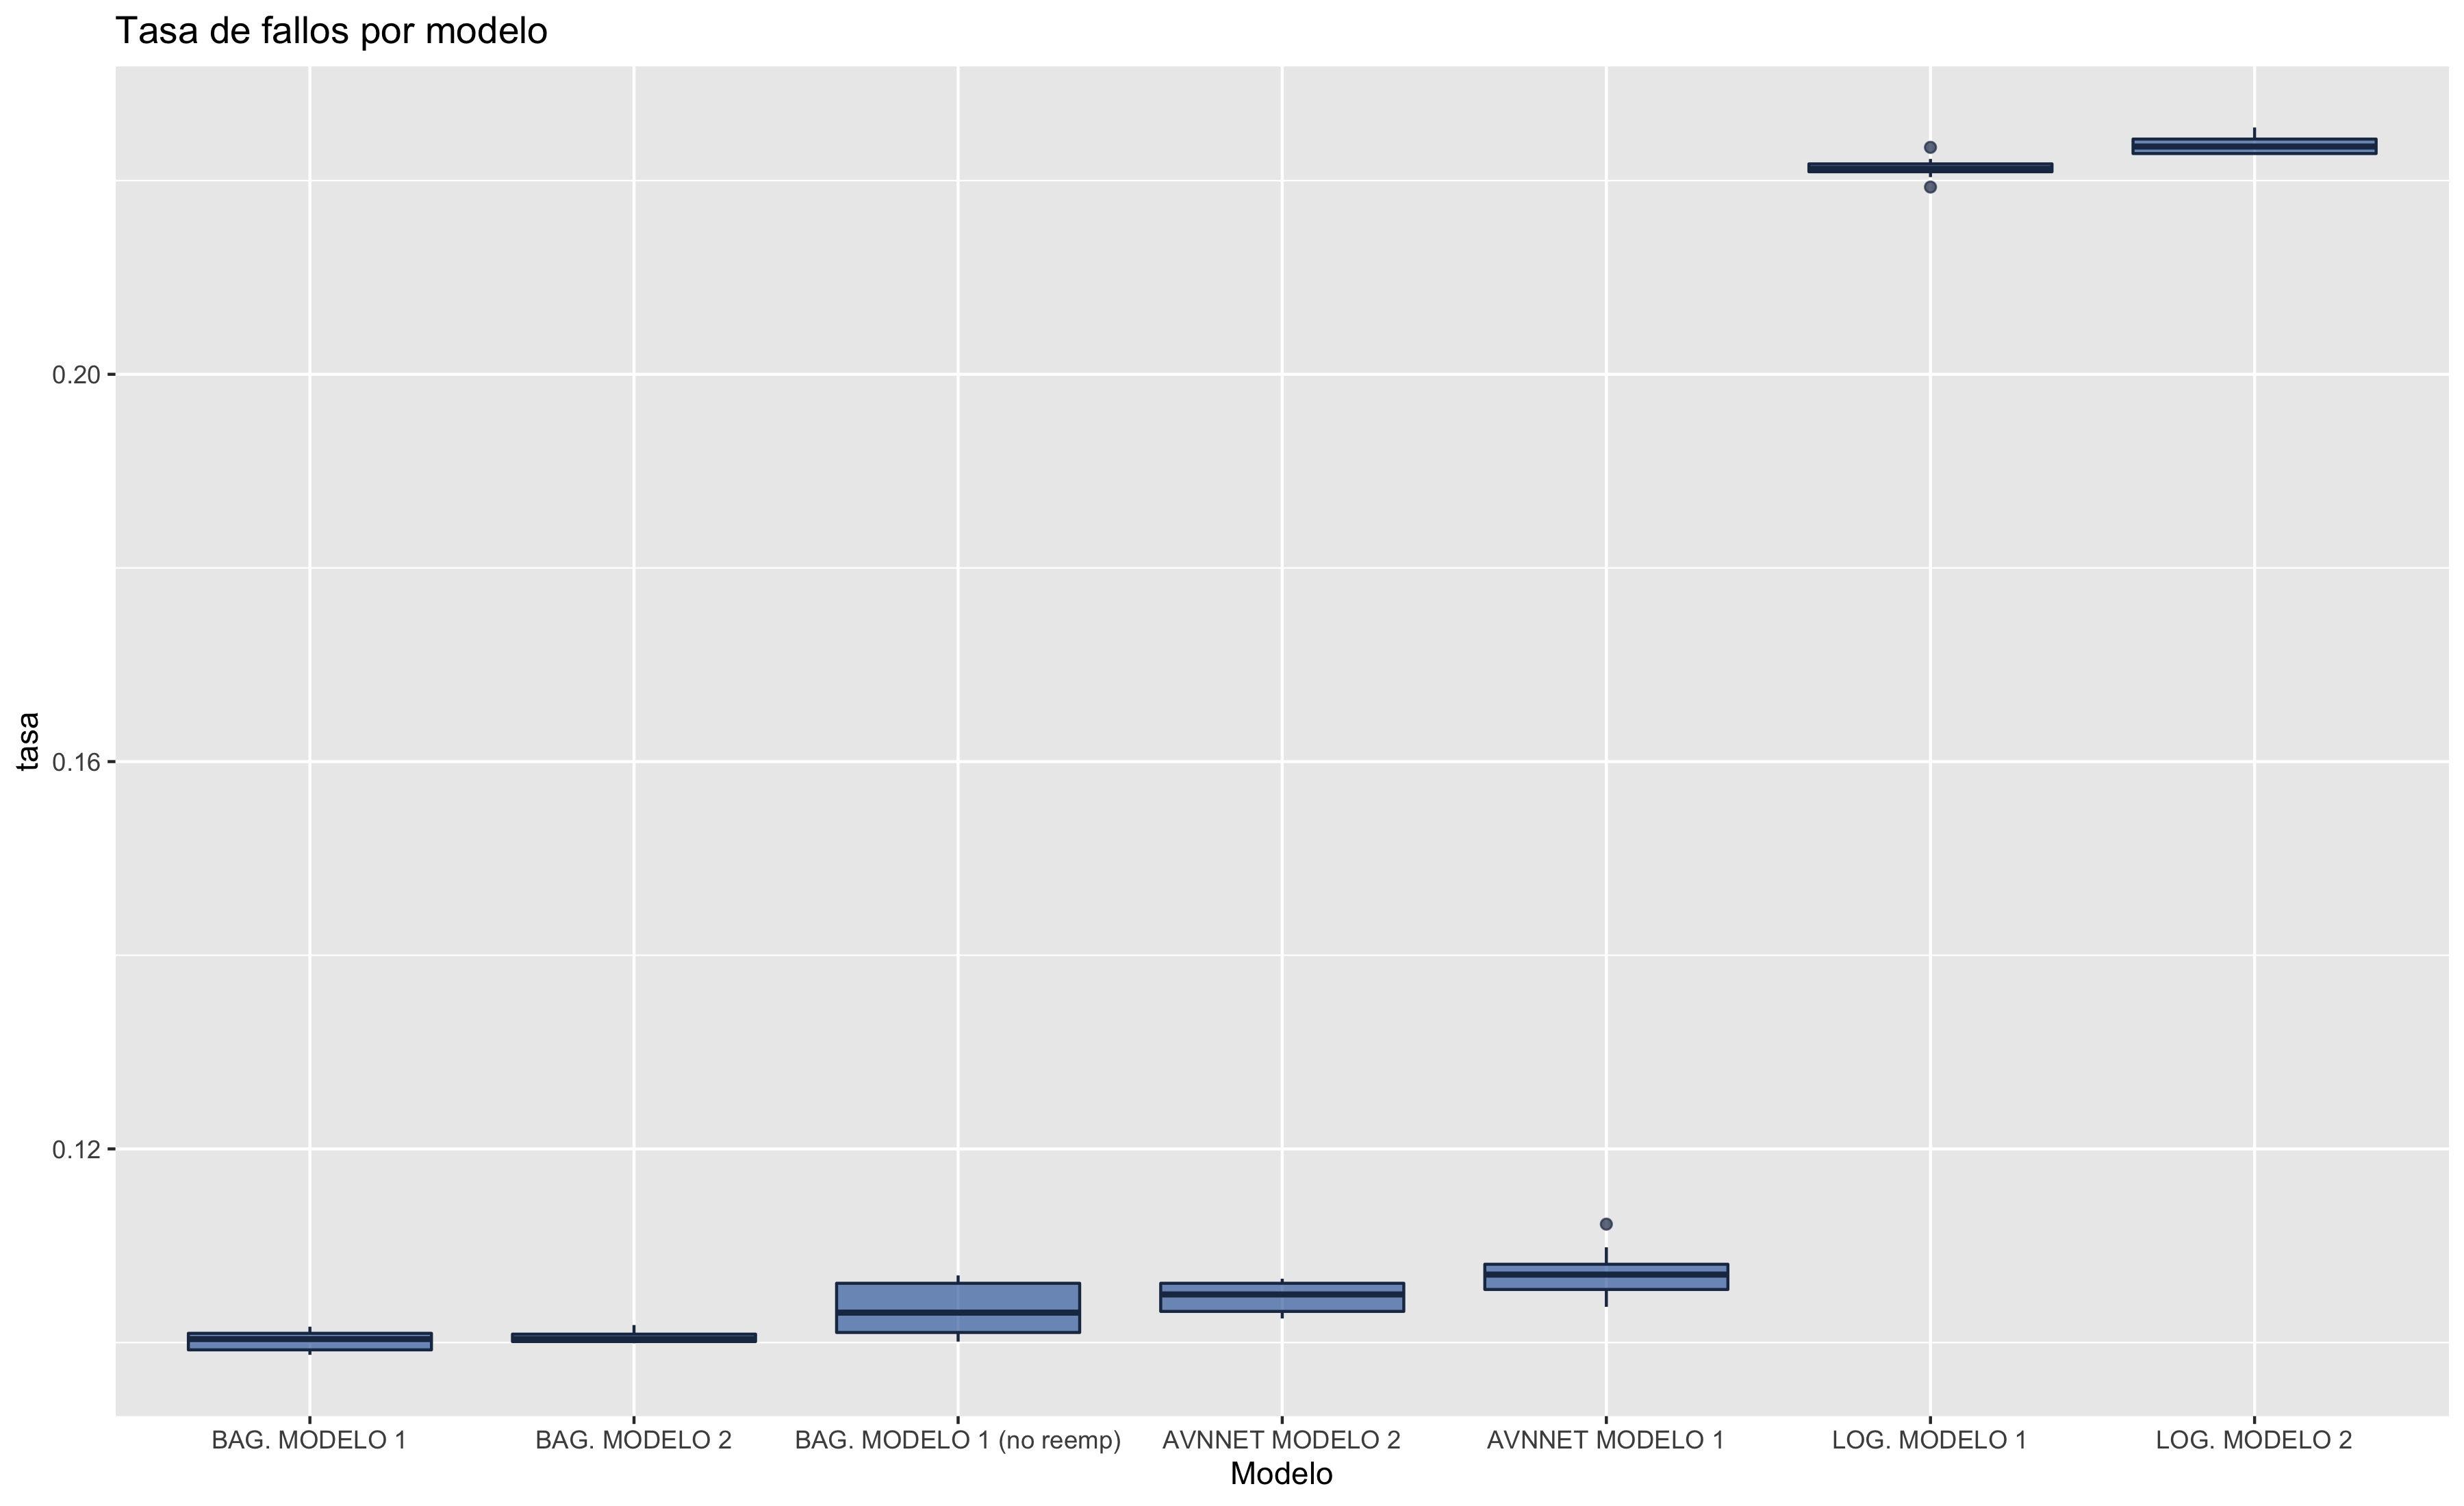 Tasa de fallos por modelo
tasa
0.20
0.16
0.12
BAG. MODELO 1
BAG. MODELO 2
BAG. MODELO 1 (no reemp)
AVNNET MODELO 2
AVNNET MODELO 1
LOG. MODELO 1
LOG. MODELO 2
Modelo